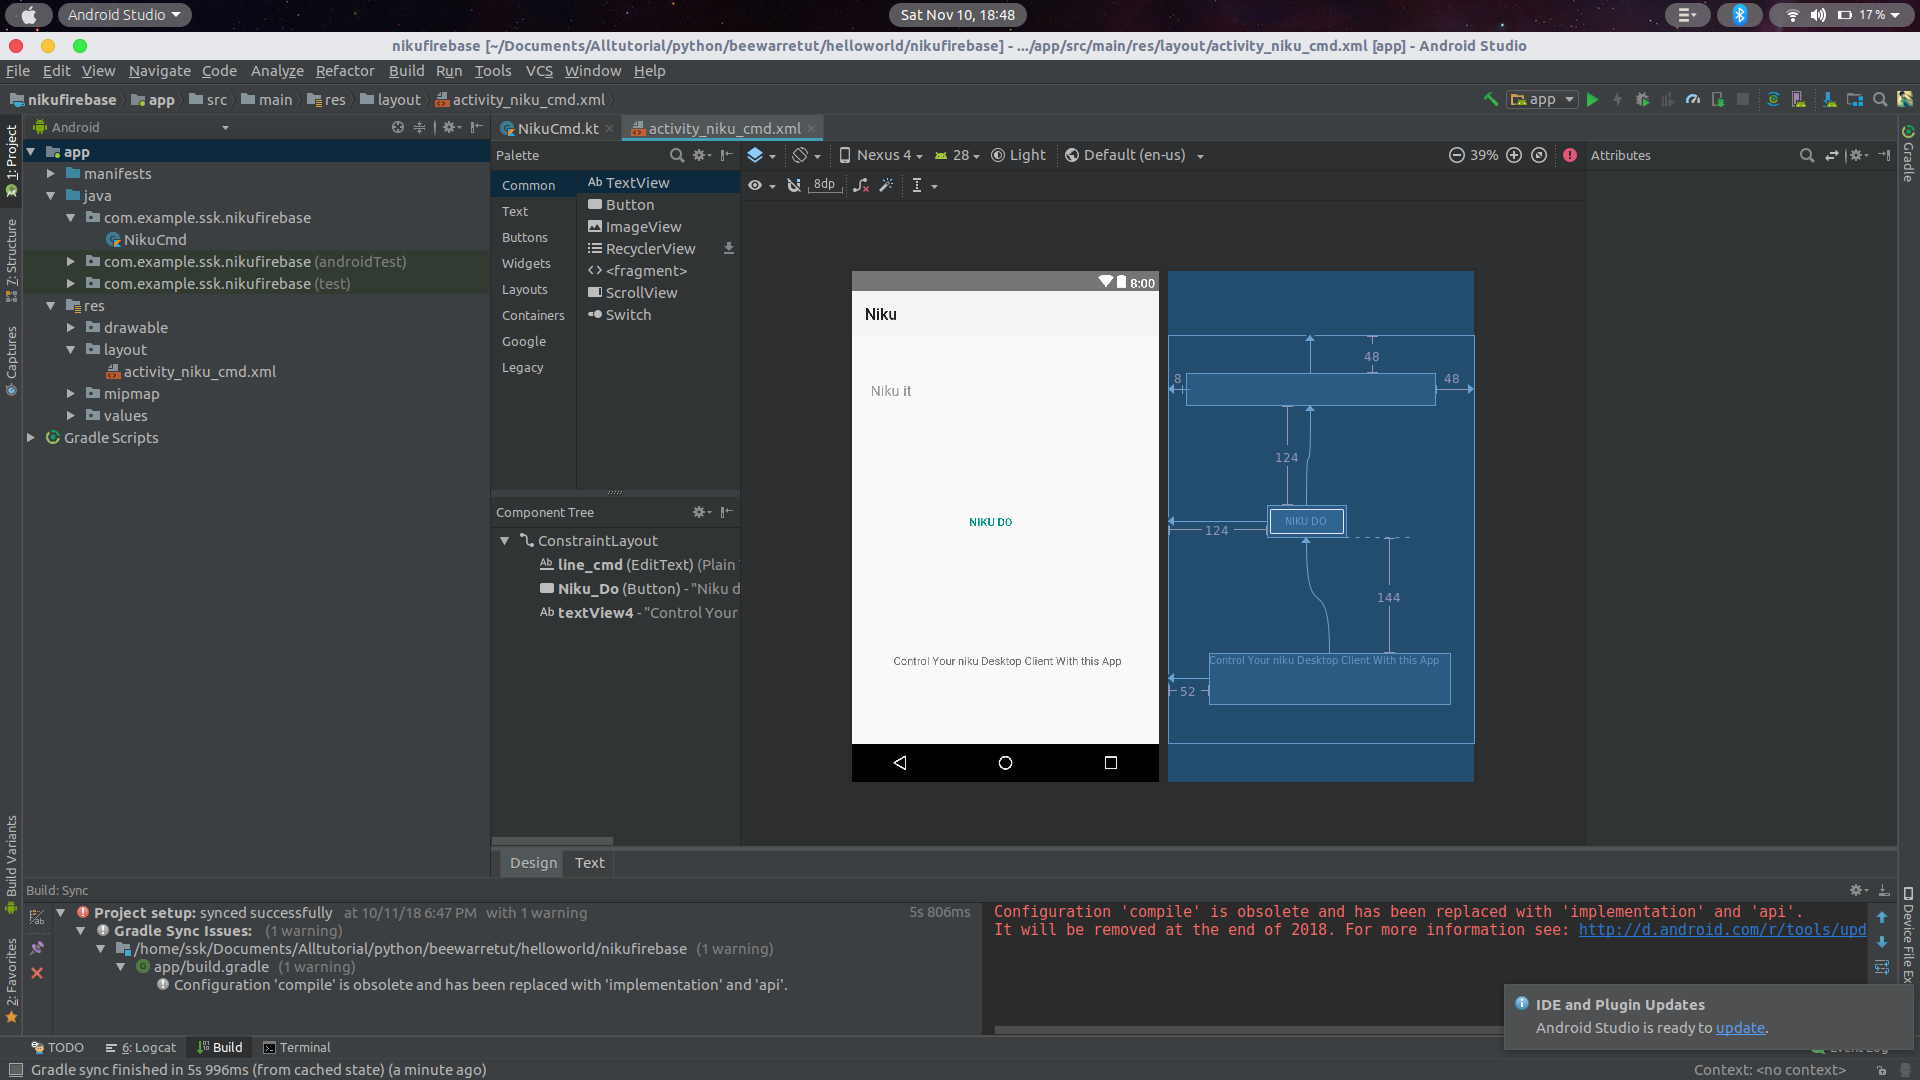 Android Studio
Sat Nov 10, 18:48
17 %
nikufirebase [~/Documents/Alltutorial/python/beewarretut/helloworld/nikufirebase] - .../app/src/main/res/layout/activity_niku_cmd.xml [app] - Android Studio
File Edit View Navigate Code Analyze Refactor Build Run Tools VCS Window Help
nikufirebase app src main res layout activity_niku_cmd.xml
app
Android
NikuCmd.kt activity_niku_cmd.xml
1: Project
Z: Structure
Captures
Build Variants
2: Favorites
app
manifests
java
com.example.ssk.nikufirebase
NikuCmd
com.example.ssk.nikufirebase (androidTest)
com.example.ssk.nikufirebase (test)
res
drawable
layout
activity_niku_cmd.xml
mipmap
values
Gradle Scripts
Palette
Common
Text
Buttons
Widgets
Layouts
Containers
Google
Legacy
Ab TextView
Button
ImageView
RecyclerView
<fragment>
ScrollView
Switch
Component Tree
ConstraintLayout
Ab line_cmd (EditText) (Plain
Niku_Do (Button) - "Niku d
Ab textView4 - "Control Your
Nexus 4 28 Light Default (en-us) 39%
8dp
Attributes
Gradle
Device File Ex
8:00
Niku
Niku it
NIKU DO
Control Your niku Desktop Client With this App
48
8
48
124
NIKU DO
124
144
Control Your niku Desktop Client With this App
52
Design Text
Build: Sync
Project setup: synced successfully at 10/11/18 6:47 PM with 1 warning 5s 806ms
Gradle Sync Issues: (1 warning)
/home/ssk/Documents/Alltutorial/python/beewarretut/helloworld/nikufirebase (1 warning)
app/build.gradle (1 warning)
Configuration 'compile' is obsolete and has been replaced with 'implementation' and 'api'.
Configuration 'compile' is obsolete and has been replaced with 'implementation' and 'api'.
It will be removed at the end of 2018. For more information see: http://d.android.com/r/tools/upd
IDE and Plugin Updates
Android Studio is ready to update.
TODO 6: Logcat Build Terminal
Event Log
Gradle sync finished in 5s 996ms (from cached state) (a minute ago)
Context: <no context>